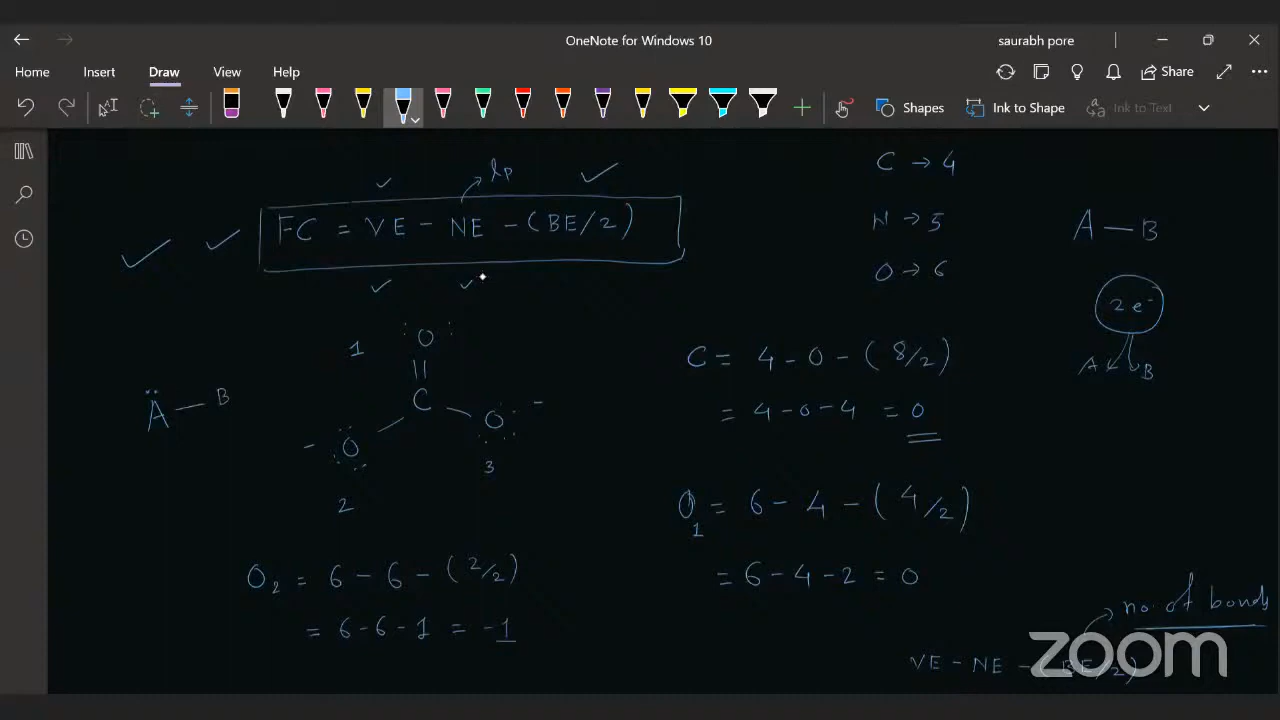 OneNote for Windows 10
saurabh pore
Home Insert Draw View Help
Share
Shapes Ink to Shape Ink to Text
lp
FC = VE - NE - (BE/2)
C → 4
N → 5
O → 6
A - B
2 e⁻
A B
1 :O:
||
C
- O
2
O -
3
Ä - B
C = 4 - 0 - (8/2)
= 4 - 0 - 4 = 0
O₁ = 6 - 4 - (4/2)
= 6 - 4 - 2 = 0
O₂ = 6 - 6 - (2/2)
= 6 - 6 - 1 = -1
no. of bonds
VE - NE - (BE/2)
zoom